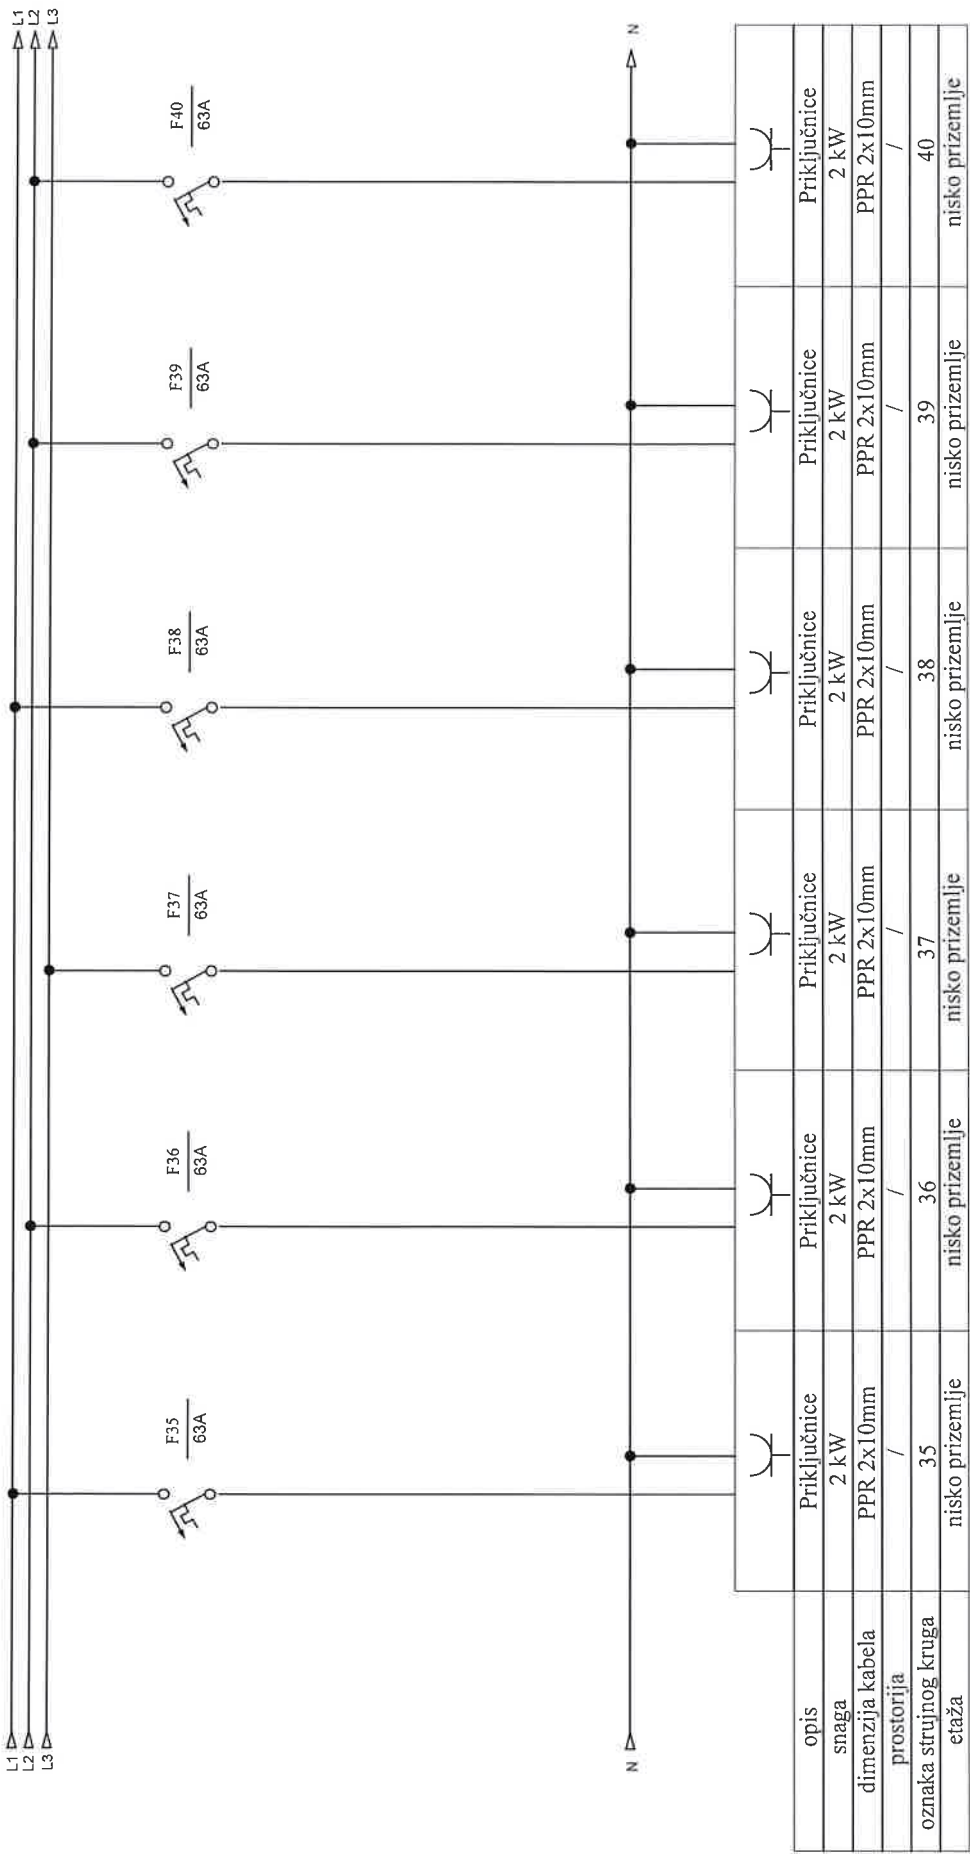 L1
L2
L3
L1
L2
L3
F35
63A
F36
63A
F37
63A
F38
63A
F39
63A
F40
63A
N
N
opis Priključnice Priključnice Priključnice Priključnice Priključnice Priključnice
snaga 2 kW 2 kW 2 kW 2 kW 2 kW 2 kW
dimenzija kabela PPR 2x10mm PPR 2x10mm PPR 2x10mm PPR 2x10mm PPR 2x10mm PPR 2x10mm
prostorija / / / / / /
oznaka strujnog kruga 35 36 37 38 39 40
etaža nisko prizemlje nisko prizemlje nisko prizemlje nisko prizemlje nisko prizemlje nisko prizemlje